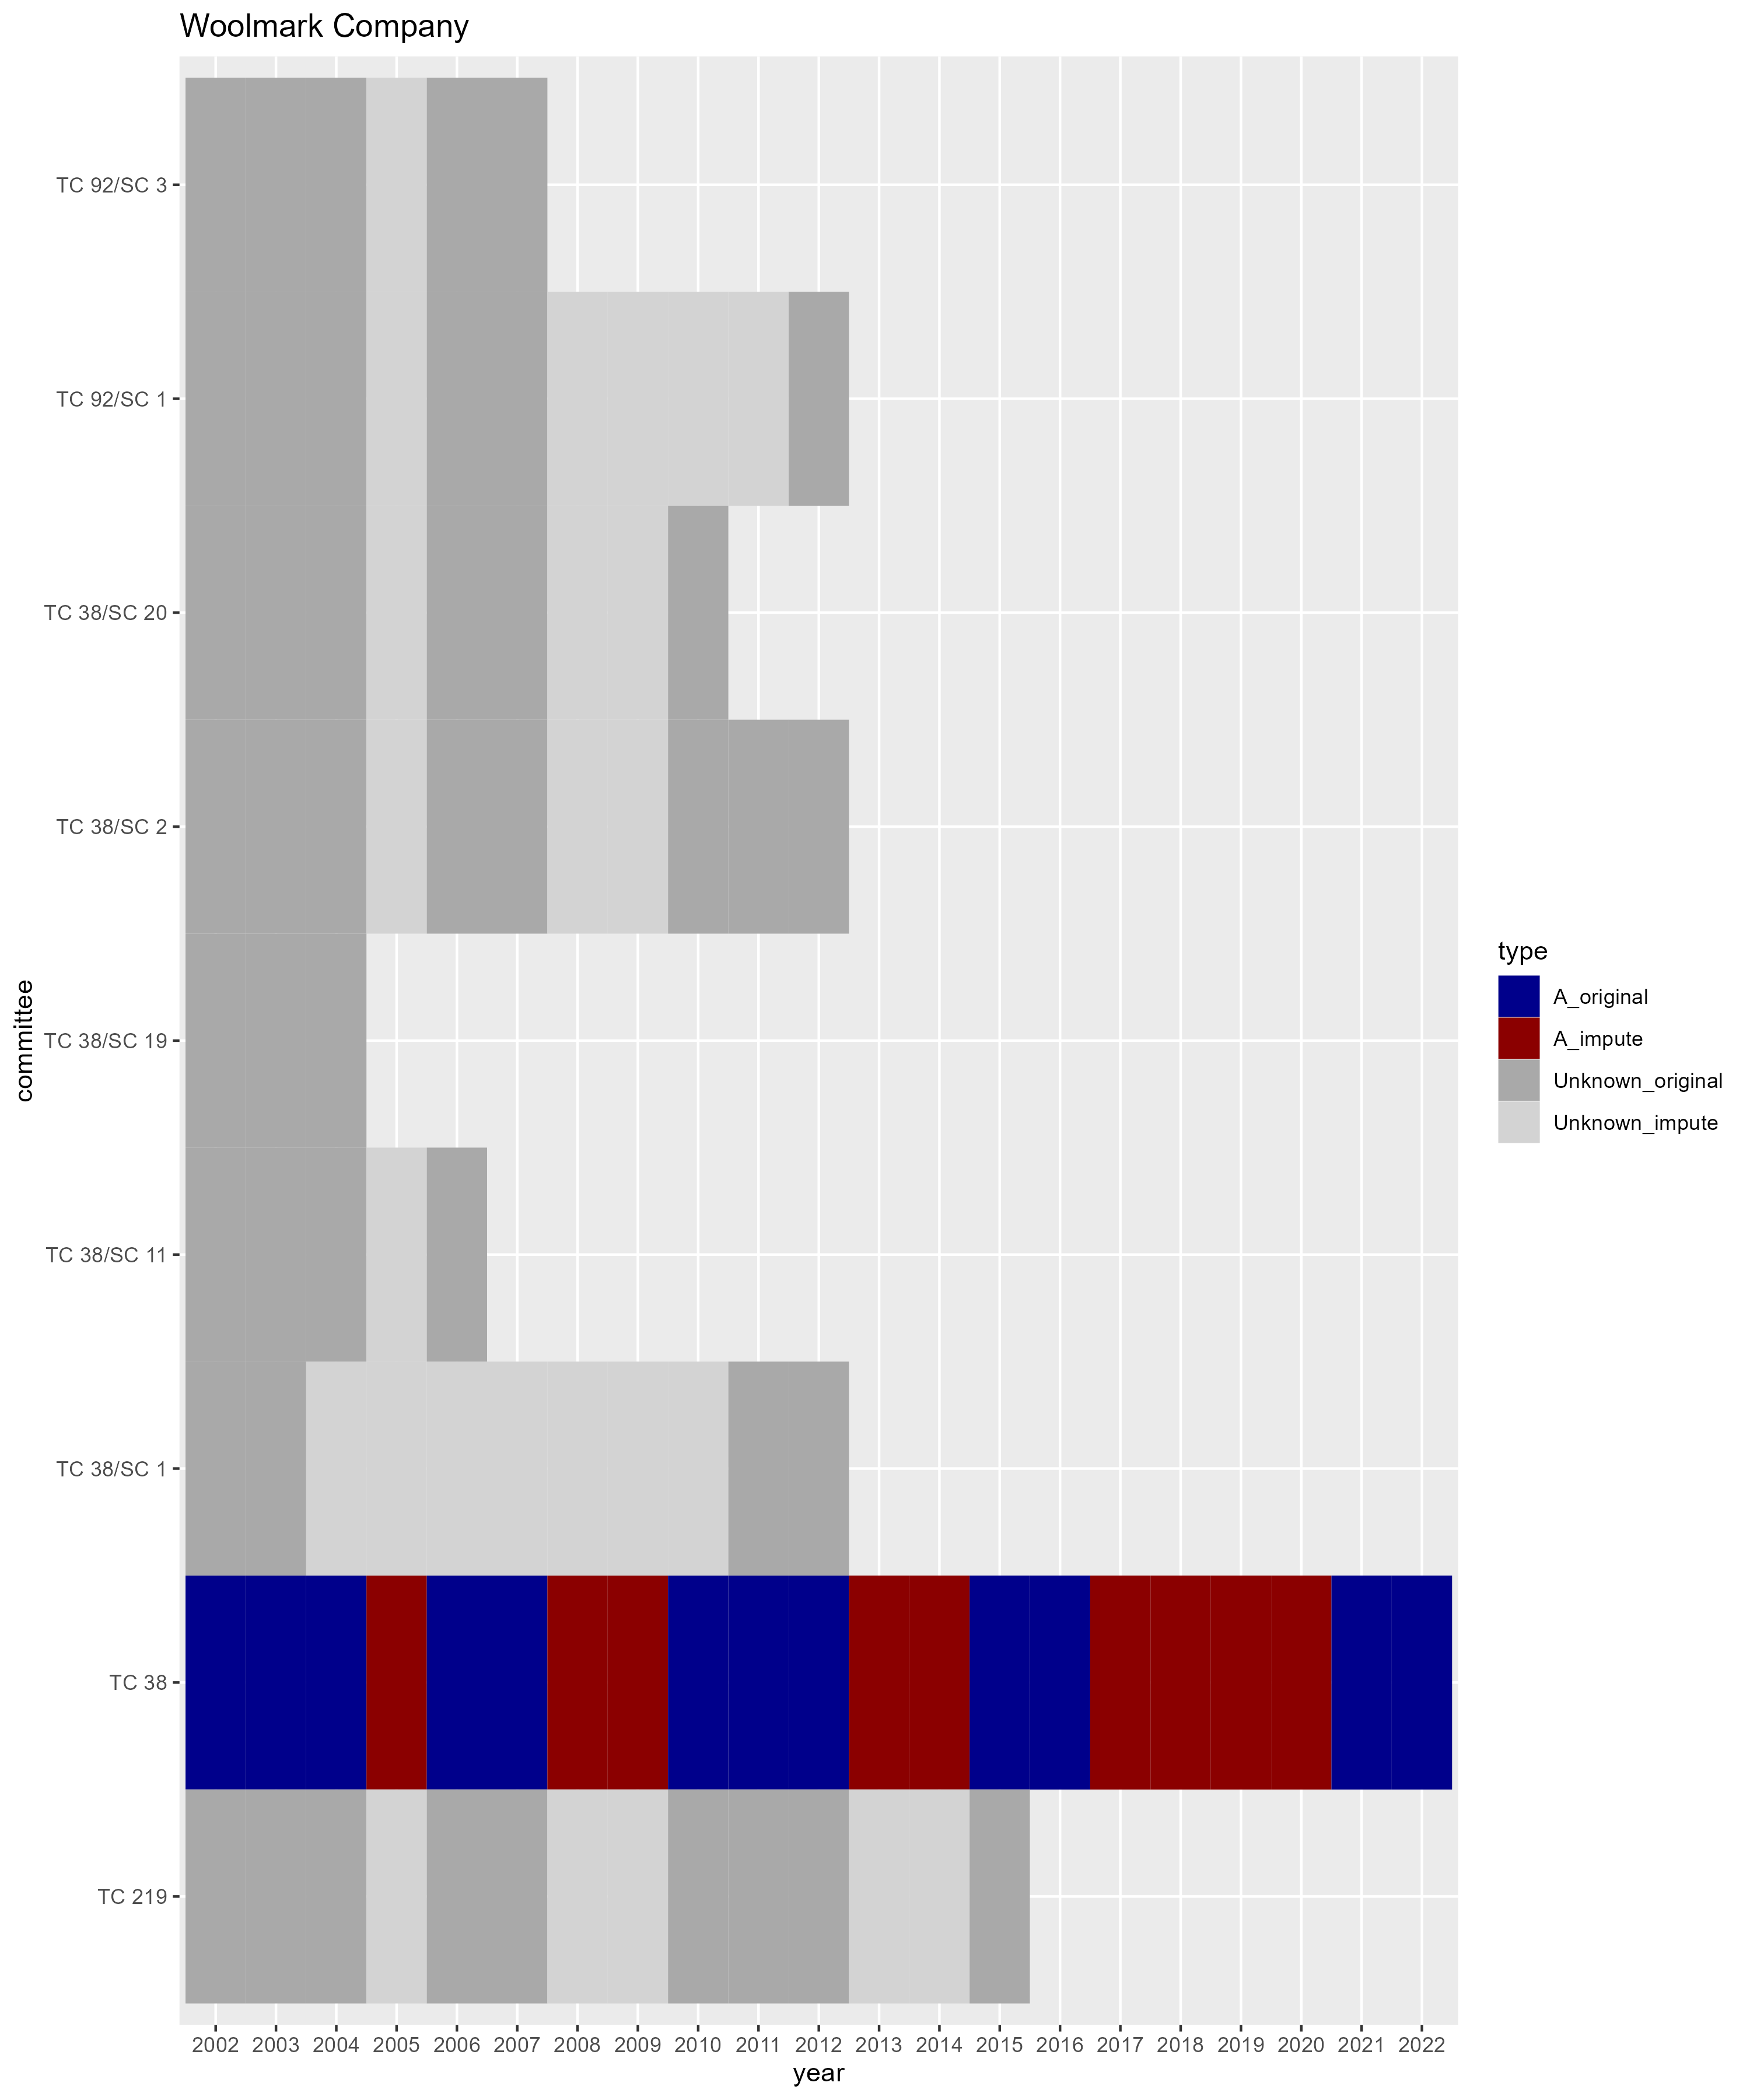 Woolmark Company
committee
TC 92/SC 3
TC 92/SC 1
TC 38/SC 20
TC 38/SC 2
TC 38/SC 19
TC 38/SC 11
TC 38/SC 1
TC 38
TC 219
2002 2003 2004 2005 2006 2007 2008 2009 2010 2011 2012 2013 2014 2015 2016 2017 2018 2019 2020 2021 2022
year
type
A_original
A_impute
Unknown_original
Unknown_impute